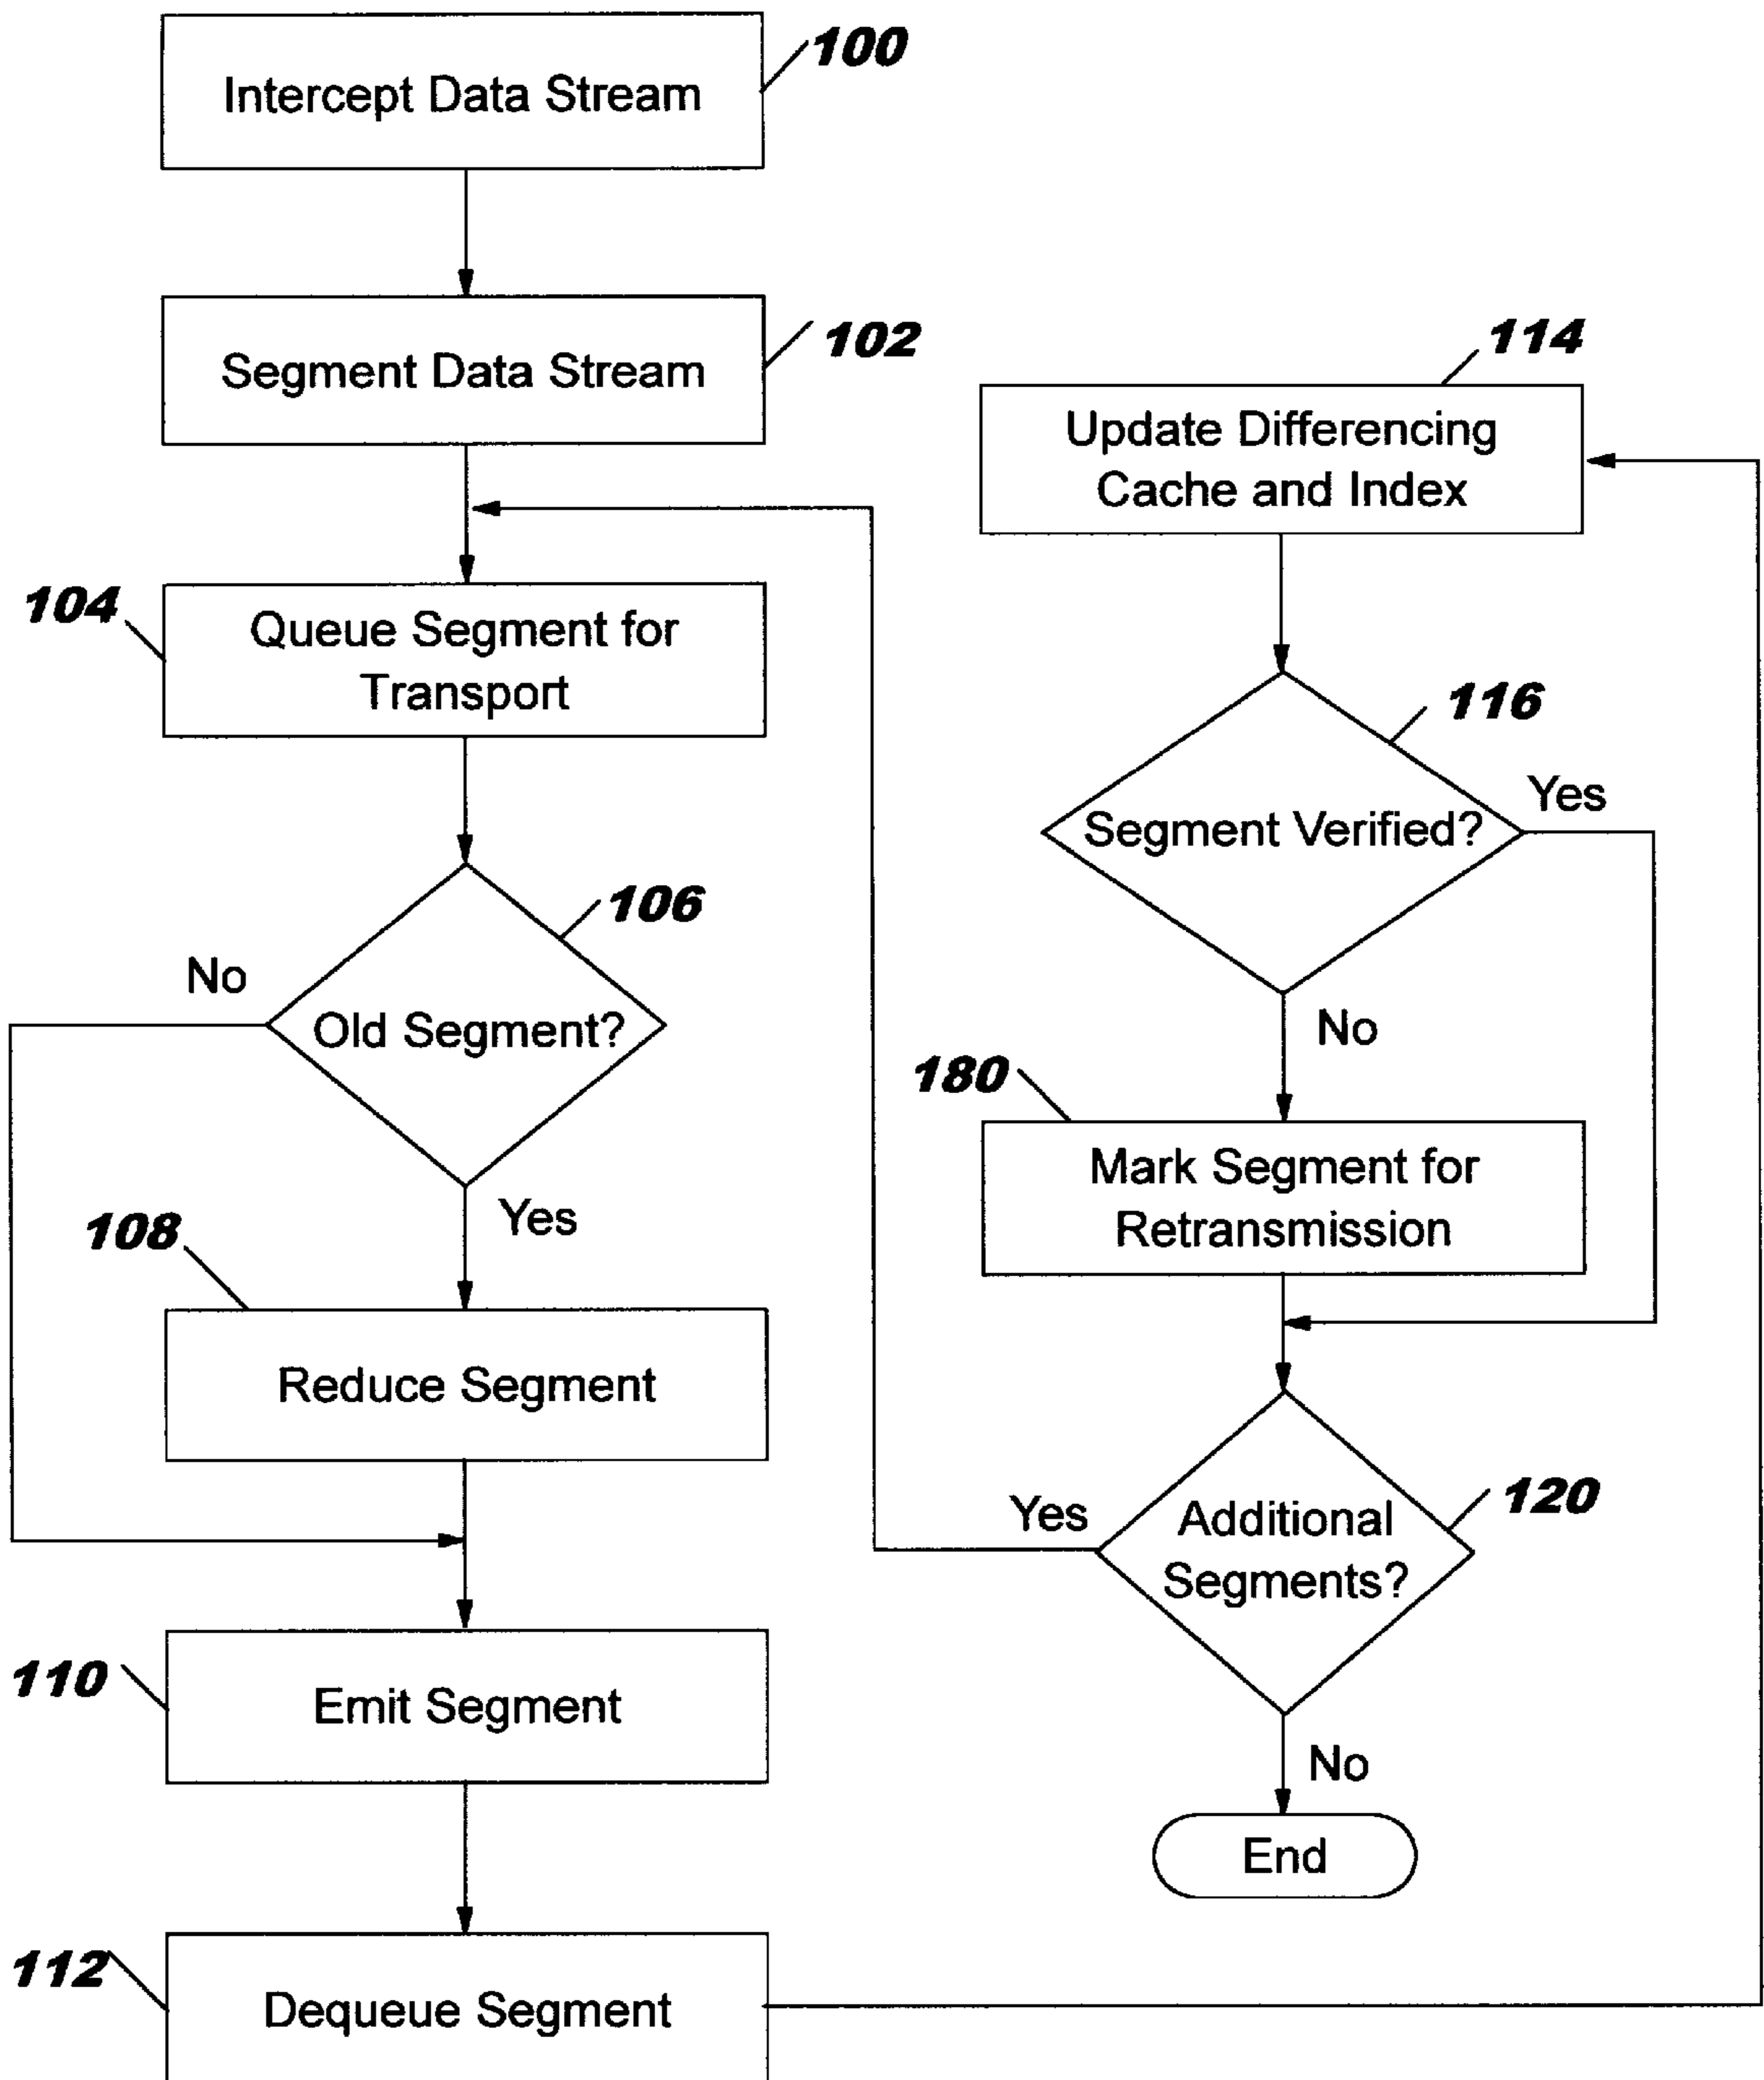 100
Intercept Data Stream
102
Segment Data Stream
104
Queue Segment for
Transport
106
No
Old Segment?
Yes
108
Reduce Segment
110
Emit Segment
112
Dequeue Segment
114
Update Differencing
Cache and Index
116
Yes
Segment Verified?
No
180
Mark Segment for
Retransmission
120
Yes
Additional
Segments?
No
End